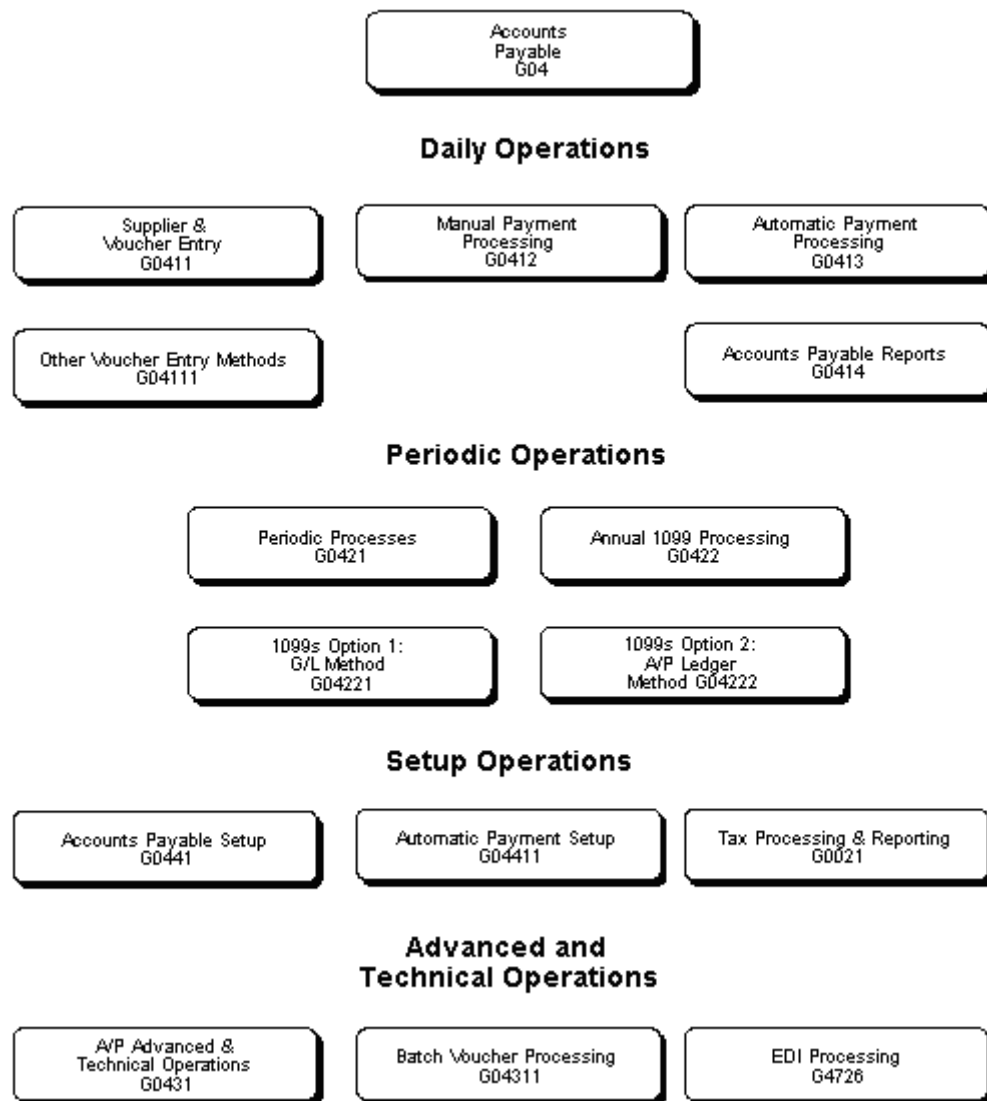 Accounts
Payable
G04
Daily Operations
Supplier &
Voucher Entry
G0411
Manual Payment
Processing
G0412
Automatic Payment
Processing
G0413
Other Voucher Entry Methods
G04111
Accounts Payable Reports
G0414
Periodic Operations
Periodic Processes
G0421
Annual 1099 Processing
G0422
1099s Option 1:
G/L Method
G04221
1099s Option 2:
A/P Ledger
Method G04222
Setup Operations
Accounts Payable Setup
G0441
Automatic Payment Setup
G04411
Tax Processing & Reporting
G0021
Advanced and
Technical Operations
A/P Advanced &
Technical Operations
G0431
Batch Voucher Processing
G04311
EDI Processing
G4726